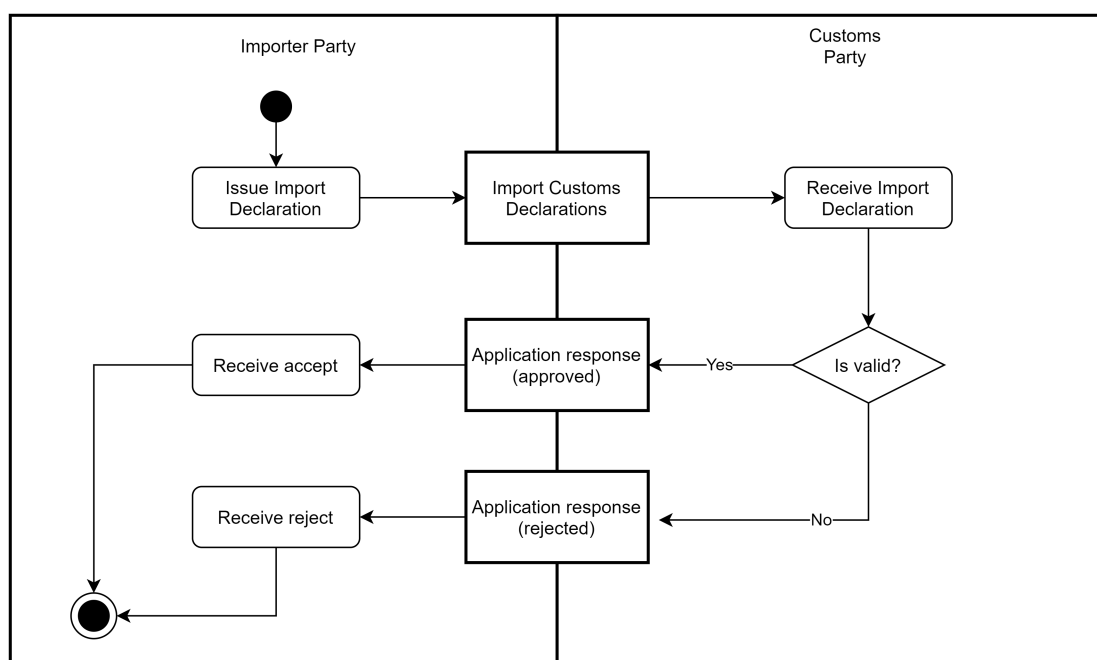 Importer Party
Customs
Party
Issue Import
Declaration
Import Customs
Declarations
Receive Import
Declaration
Receive accept
Application response
(approved)
Yes
Is valid?
Receive reject
Application response
(rejected)
No